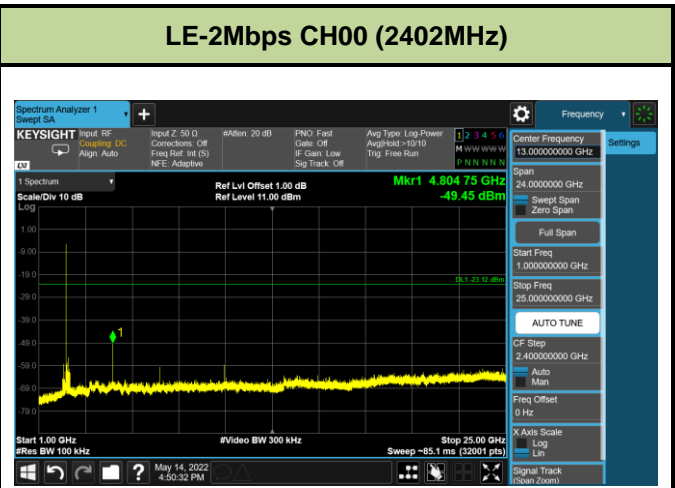 LE-2Mbps CH00 (2402MHz)
Spectrum Analyzer 1
Swept SA
+
Frequency
KEYSIGHT
Input: RF
Coupling: DC
Align: Auto
Input Z: 50 Ω
Corrections: Off
Freq Ref: Int (S)
NFE: Adaptive
#Atten: 20 dB
PNO: Fast
Gate: Off
IF Gain: Low
Sig Track: Off
Avg Type: Log-Power
Avg|Hold:>10/10
Trig: Free Run
1 2 3 4 5 6
M W W W W W
P N N N N N
LXI
1 Spectrum
Scale/Div 10 dB
Ref Lvl Offset 1.00 dB
Ref Level 11.00 dBm
Mkr1 4.804 75 GHz
-49.45 dBm
Log
1.00
-9.00
-19.0
-29.0
-39.0
-49.0
-59.0
-69.0
-79.0
DL1 -23.12 dBm
1
Start 1.00 GHz
#Res BW 100 kHz
#Video BW 300 kHz
Stop 25.00 GHz
Sweep ~85.1 ms (32001 pts)
Center Frequency
13.000000000 GHz
Settings
Span
24.0000000 GHz
Swept Span
Zero Span
Full Span
Start Freq
1.000000000 GHz
Stop Freq
25.000000000 GHz
AUTO TUNE
CF Step
2.400000000 GHz
Auto
Man
Freq Offset
0 Hz
X Axis Scale
Log
Lin
Signal Track
(Span Zoom)
?
May 14, 2022
4:50:32 PM